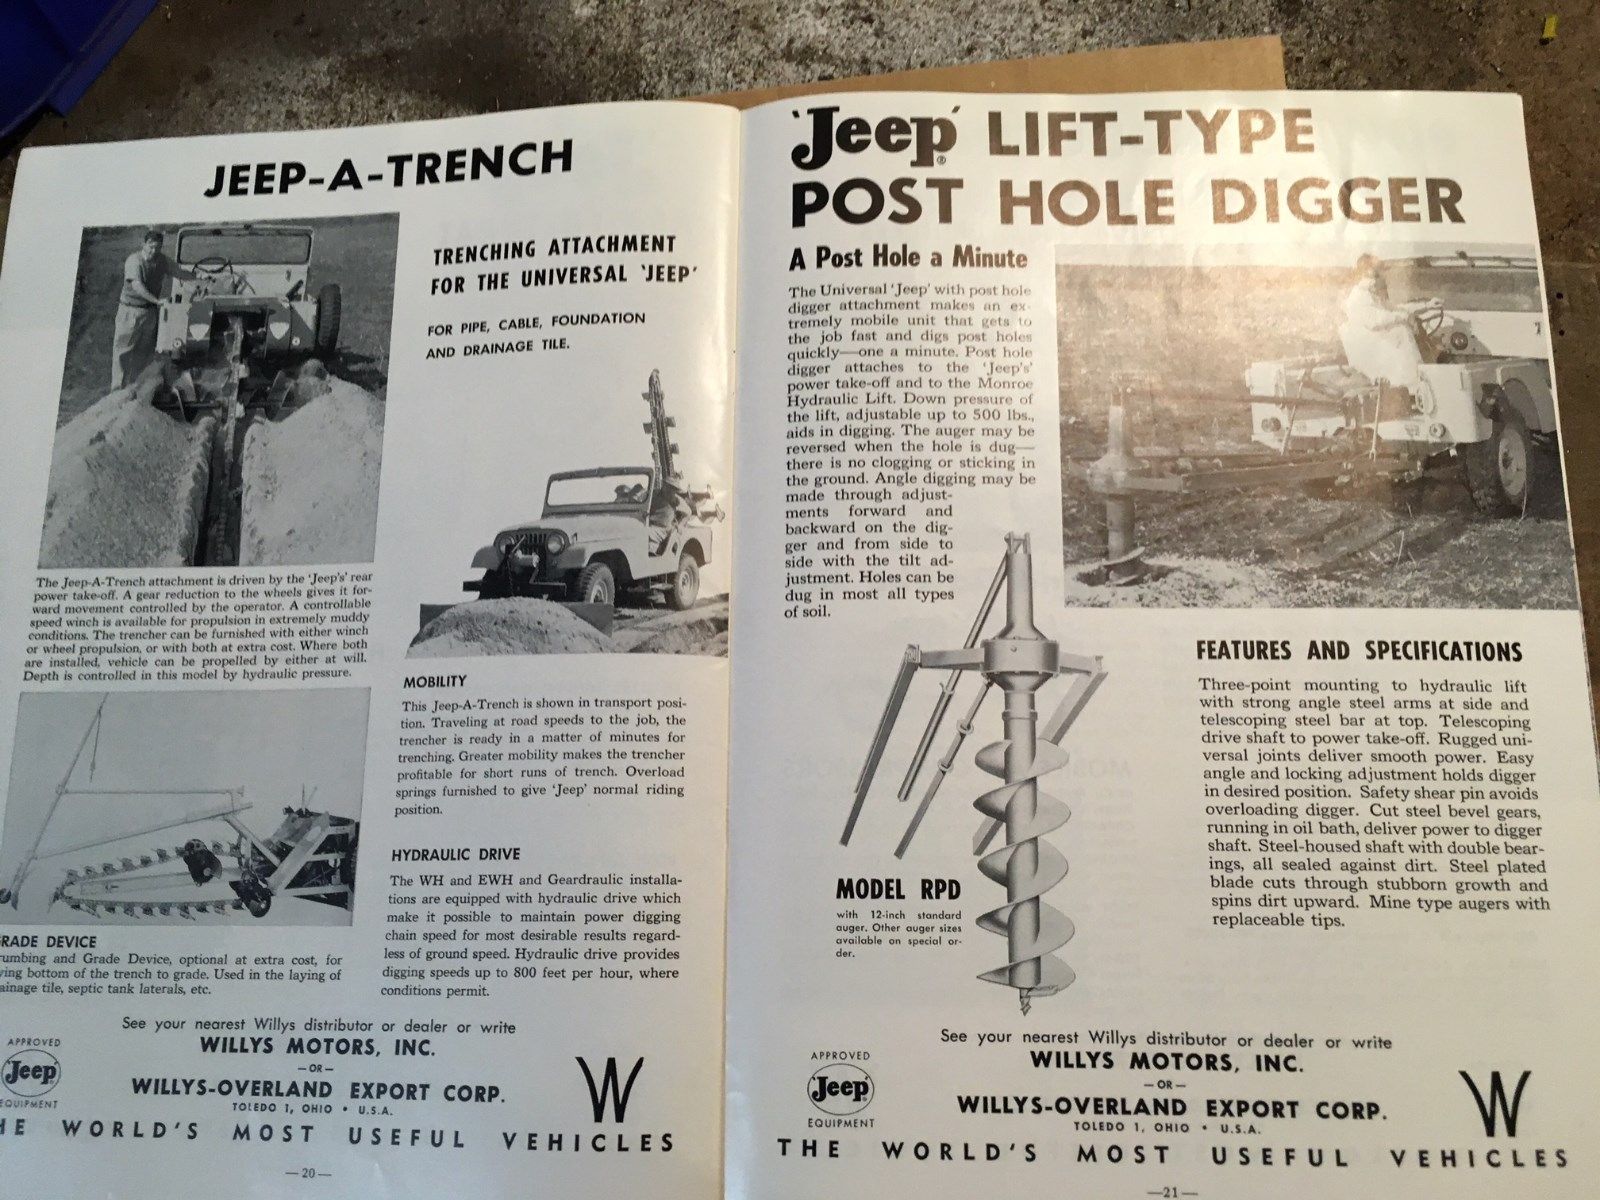 JEEP-A-TRENCH
TRENCHING ATTACHMENT
FOR THE UNIVERSAL 'JEEP'
FOR PIPE, CABLE, FOUNDATION
AND DRAINAGE TILE.
The Jeep-A-Trench attachment is driven by the 'Jeep's' rear
power take-off. A gear reduction to the wheels gives it for-
ward movement controlled by the operator. A controllable
speed winch is available for propulsion in extremely muddy
conditions. The trencher can be furnished with either winch
or wheel propulsion, or with both at extra cost. Where both
are installed, vehicle can be propelled by either at will.
Depth is controlled in this model by hydraulic pressure.
MOBILITY
This Jeep-A-Trench is shown in transport posi-
tion. Traveling at road speeds to the job, the
trencher is ready in a matter of minutes for
trenching. Greater mobility makes the trencher
profitable for short runs of trench. Overload
springs furnished to give 'Jeep' normal riding
position.
HYDRAULIC DRIVE
The WH and EWH and Geardraulic installa-
tions are equipped with hydraulic drive which
make it possible to maintain power digging
chain speed for most desirable results regard-
less of ground speed. Hydraulic drive provides
digging speeds up to 800 feet per hour, where
conditions permit.
RADE DEVICE
umbing and Grade Device, optional at extra cost, for
ying bottom of the trench to grade. Used in the laying of
ainage tile, septic tank laterals, etc.
See your nearest Willys distributor or dealer or write
WILLYS MOTORS, INC.
—OR—
WILLYS-OVERLAND EXPORT CORP.
TOLEDO 1, OHIO • U.S.A.
APPROVED
'Jeep'
EQUIPMENT
W
HE WORLD'S MOST USEFUL VEHICLES
—20—
'Jeep'® LIFT-TYPE
POST HOLE DIGGER
A Post Hole a Minute
The Universal 'Jeep' with post hole
digger attachment makes an ex-
tremely mobile unit that gets to
the job fast and digs post holes
quickly—one a minute. Post hole
digger attaches to the 'Jeep's'
power take-off and to the Monroe
Hydraulic Lift. Down pressure of
the lift, adjustable up to 500 lbs.,
aids in digging. The auger may be
reversed when the hole is dug—
there is no clogging or sticking in
the ground. Angle digging may be
made through adjust-
ments forward and
backward on the dig-
ger and from side to
side with the tilt ad-
justment. Holes can be
dug in most all types
of soil.
MODEL RPD
with 12-inch standard
auger. Other auger sizes
available on special or-
der.
FEATURES AND SPECIFICATIONS
Three-point mounting to hydraulic lift
with strong angle steel arms at side and
telescoping steel bar at top. Telescoping
drive shaft to power take-off. Rugged uni-
versal joints deliver smooth power. Easy
angle and locking adjustment holds digger
in desired position. Safety shear pin avoids
overloading digger. Cut steel bevel gears,
running in oil bath, deliver power to digger
shaft. Steel-housed shaft with double bear-
ings, all sealed against dirt. Steel plated
blade cuts through stubborn growth and
spins dirt upward. Mine type augers with
replaceable tips.
See your nearest Willys distributor or dealer or write
WILLYS MOTORS, INC.
—OR—
WILLYS-OVERLAND EXPORT CORP.
TOLEDO 1, OHIO • U.S.A.
APPROVED
'Jeep'
EQUIPMENT
W
THE WORLD'S MOST USEFUL VEHICLES
—21—